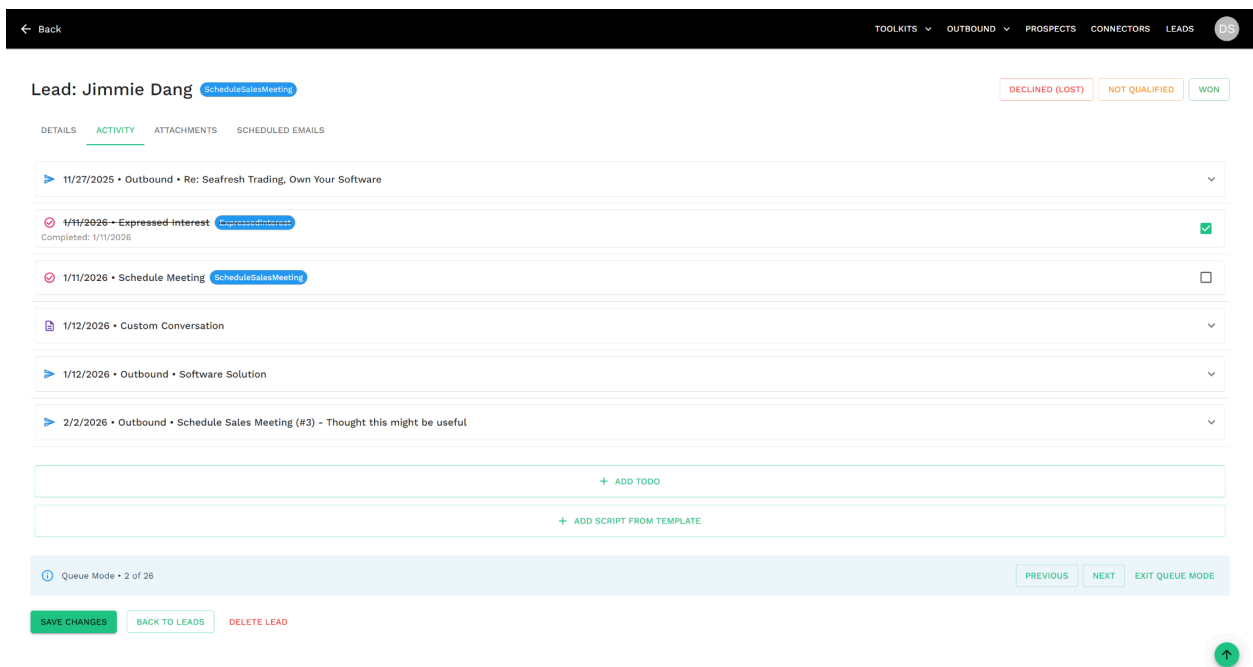 ← Back
TOOLKITS
OUTBOUND
PROSPECTS
CONNECTORS
LEADS
DS
Lead: Jimmie Dang
ScheduleSalesMeeting
DECLINED (LOST)
NOT QUALIFIED
WON
DETAILS
ACTIVITY
ATTACHMENTS
SCHEDULED EMAILS
11/27/2025 • Outbound • Re: Seafresh Trading, Own Your Software
1/11/2026 • Expressed Interest
ExpressedInterest
Completed: 1/11/2026
1/11/2026 • Schedule Meeting
ScheduleSalesMeeting
1/12/2026 • Custom Conversation
1/12/2026 • Outbound • Software Solution
2/2/2026 • Outbound • Schedule Sales Meeting (#3) - Thought this might be useful
+ ADD TODO
+ ADD SCRIPT FROM TEMPLATE
Queue Mode • 2 of 26
PREVIOUS
NEXT
EXIT QUEUE MODE
SAVE CHANGES
BACK TO LEADS
DELETE LEAD